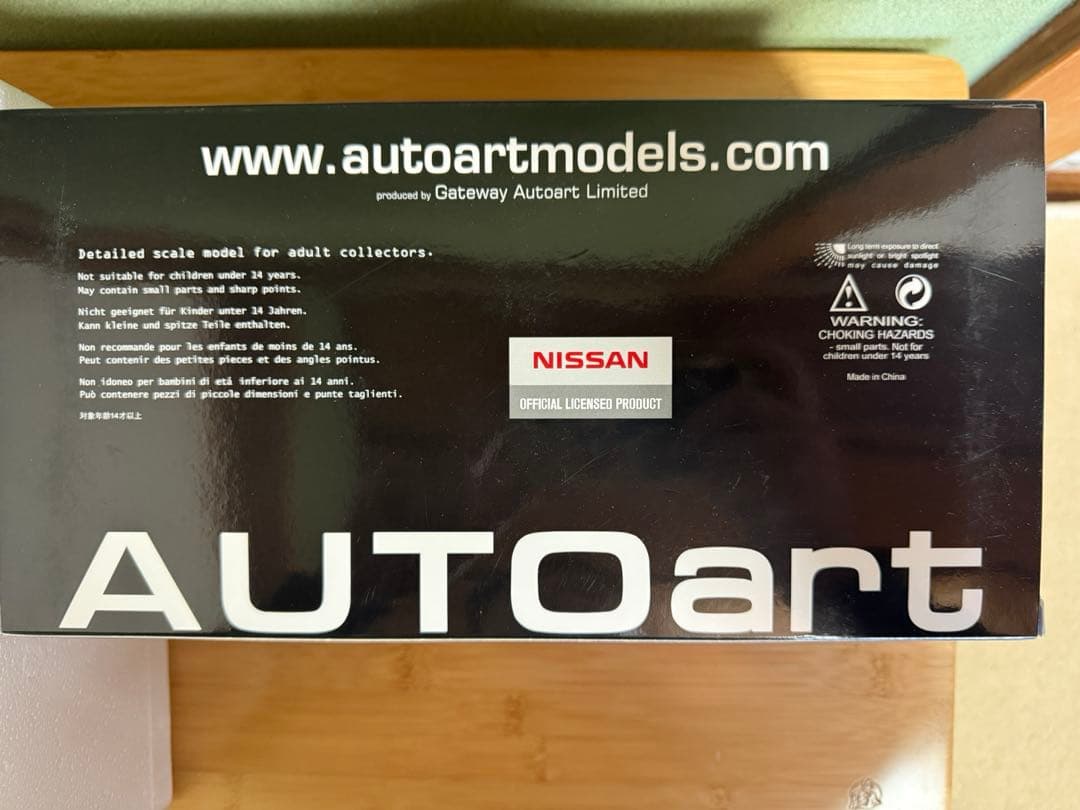 www.autoartmodels.com
produced by Gateway Autoart Limited
Detailed scale model for adult collectors.
Not suitable for children under 14 years.
May contain small parts and sharp points.
Nicht geeignet für Kinder unter 14 Jahren.
Kann kleine und spitze Teile enthalten.
Non recommande pour les enfants de moins de 14 ans.
Peut contenir des petites pieces et des angles pointus.
Non idoneo per bambini di etá inferiore ai 14 anni.
Può contenere pezzi di piccole dimensioni e punte taglienti.
対象年齢14才以上
NISSAN
OFFICIAL LICENSED PRODUCT
Long term exposure to direct
sunlight or bright spotlight
may cause damage
WARNING:
CHOKING HAZARDS
- small parts. Not for
children under 14 years
Made in China
AUTOart